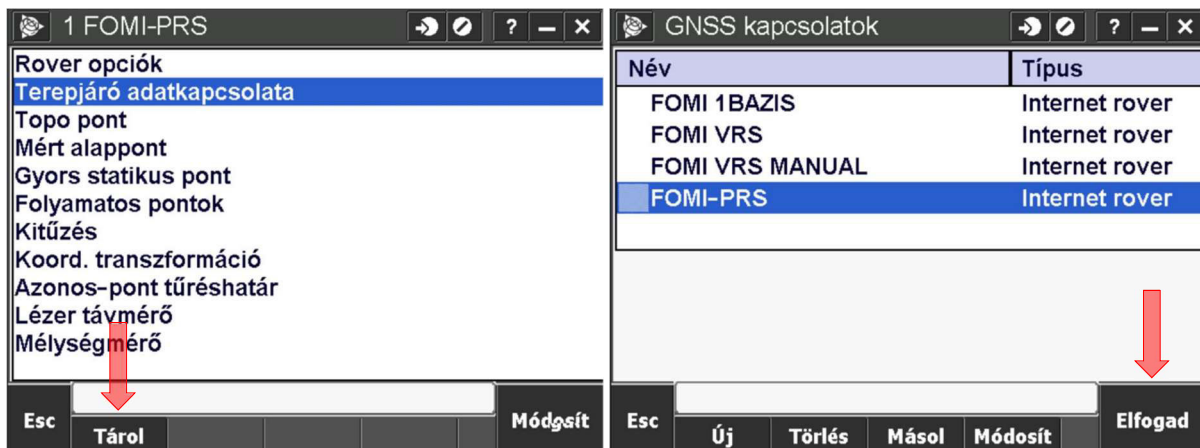 1 FOMI-PRS
?
Rover opciók
Terepjáró adatkapcsolata
Topo pont
Mért alappont
Gyors statikus pont
Folyamatos pontok
Kitűzés
Koord. transzformáció
Azonos-pont tűréshatár
Lézer távmérő
Mélységmérő
Esc
Tárol
Módosít
GNSS kapcsolatok
?
Név Típus
FOMI 1BAZIS Internet rover
FOMI VRS Internet rover
FOMI VRS MANUAL Internet rover
FOMI-PRS Internet rover
Esc
Új Törlés Másol Módosít
Elfogad